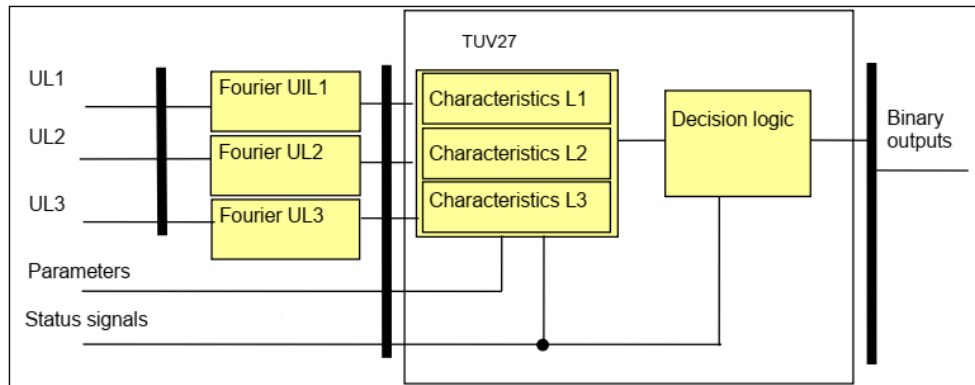 TUV27
UL1
Fourier UIL1
Characteristics L1
Decision logic
Binary
outputs
UL2
Fourier UL2
Characteristics L2
UL3
Fourier UL3
Characteristics L3
Parameters
Status signals